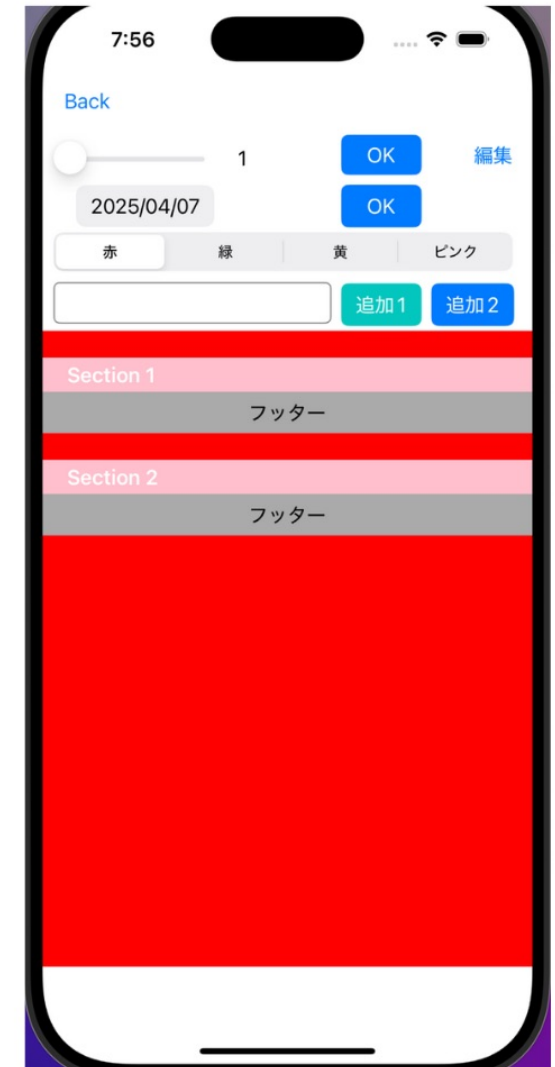 7:56
Back
1 OK 編集
2025/04/07 OK
赤 緑 黄 ピンク
追加1 追加2
Section 1
フッター
Section 2
フッター